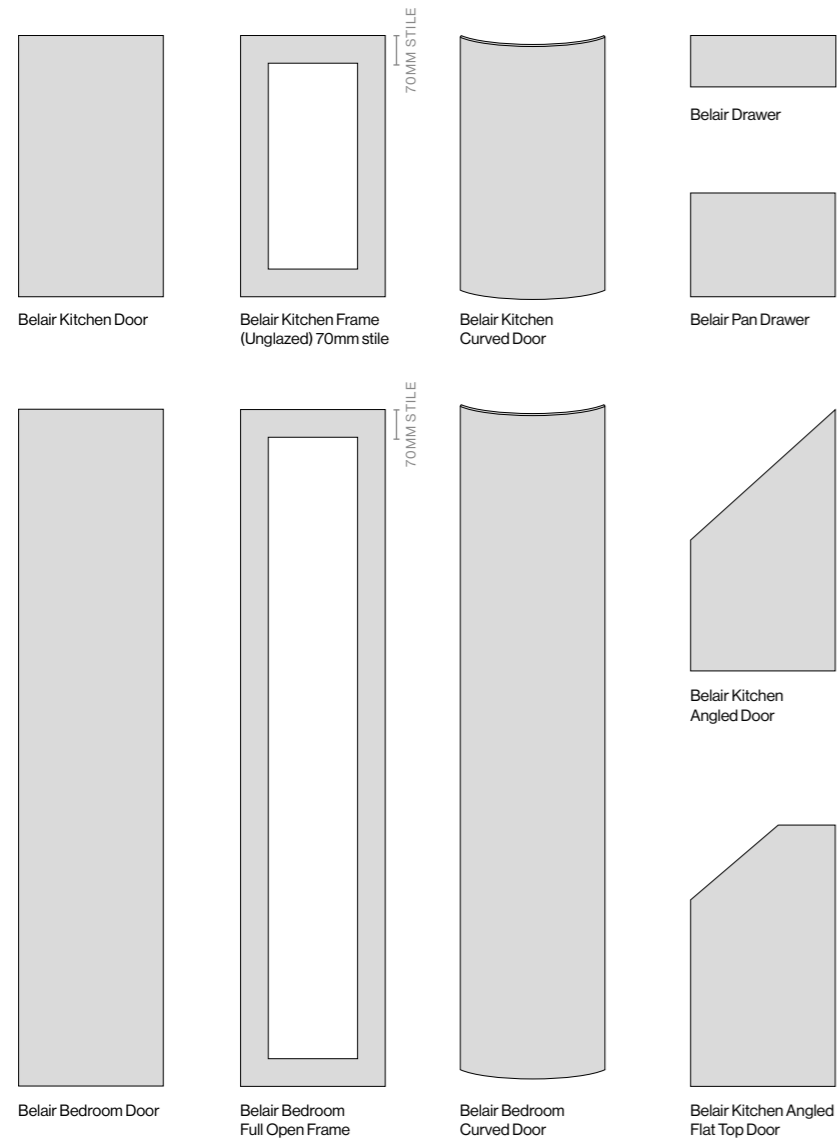 70MM STILE
Belair Drawer
Belair Kitchen Door
Belair Kitchen Frame
(Unglazed) 70mm stile
Belair Kitchen
Curved Door
Belair Pan Drawer
70MM STILE
Belair Kitchen
Angled Door
Belair Bedroom Door
Belair Bedroom
Full Open Frame
Belair Bedroom
Curved Door
Belair Kitchen Angled
Flat Top Door